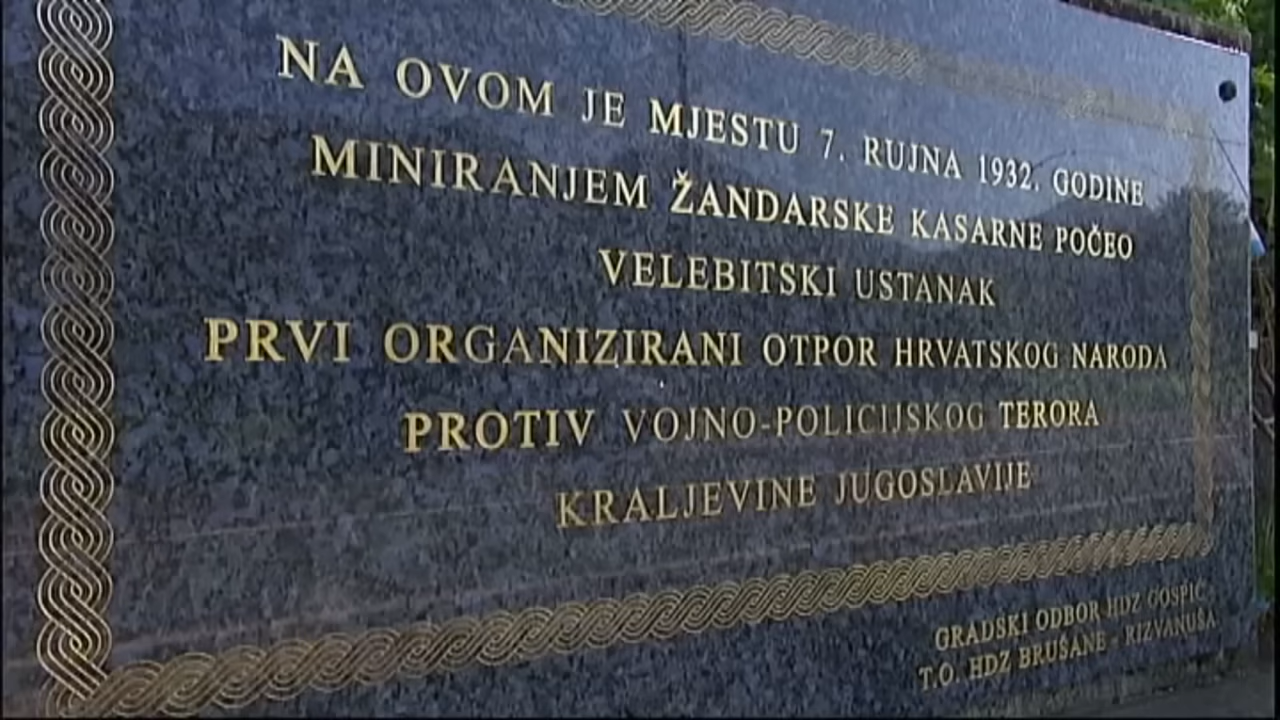 NA OVOM JE MJESTU 7. RUJNA 1932. GODINE
MINIRANJEM ŽANDARSKE KASARNE POČEO
VELEBITSKI USTANAK
PRVI ORGANIZIRANI OTPOR HRVATSKOG NARODA
PROTIV VOJNO-POLICIJSKOG TERORA
KRALJEVINE JUGOSLAVIJE
GRADSKI ODBOR HDZ GOSPIĆ
T.O. HDZ BRUŠANE - RIZVANUŠA